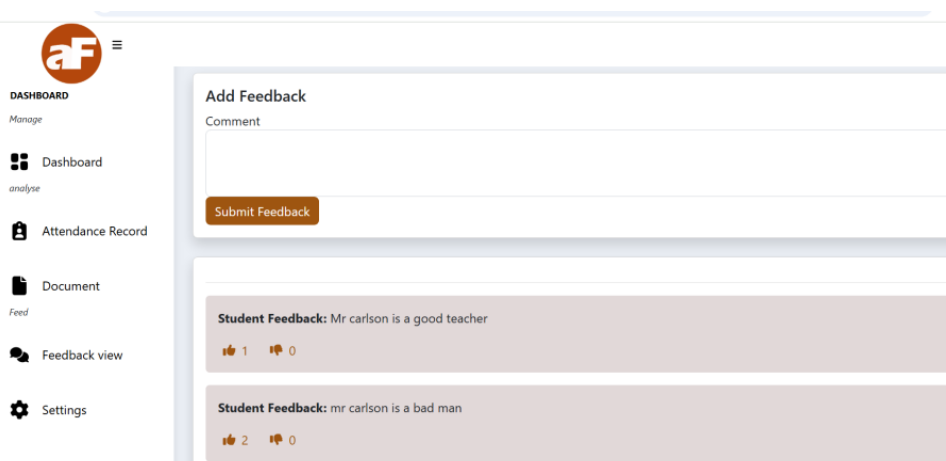 aF
DASHBOARD
Manage
Dashboard
analyse
Attendance Record
Document
Feed
Feedback view
Settings
Add Feedback
Comment
Submit Feedback
Student Feedback: Mr carlson is a good teacher
1 0
Student Feedback: mr carlson is a bad man
2 0